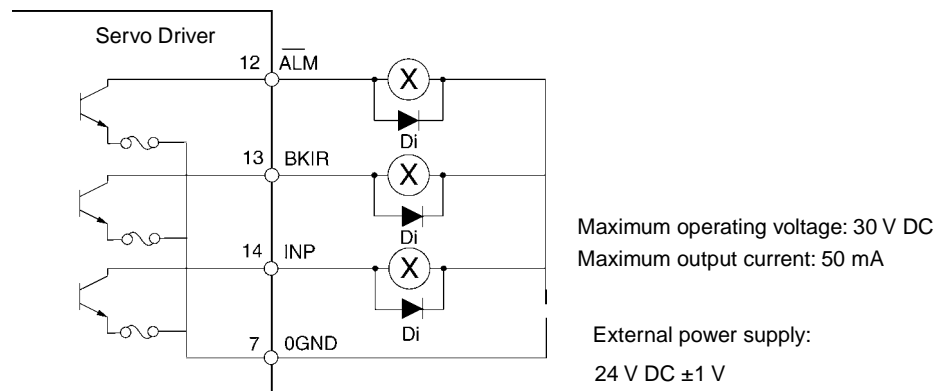 Servo Driver
12 A̅L̅M̅
X
Di
13 BKIR
X
Di
14 INP
X
Di
7 0GND
Maximum operating voltage: 30 V DC
Maximum output current: 50 mA
External power supply:
24 V DC ±1 V